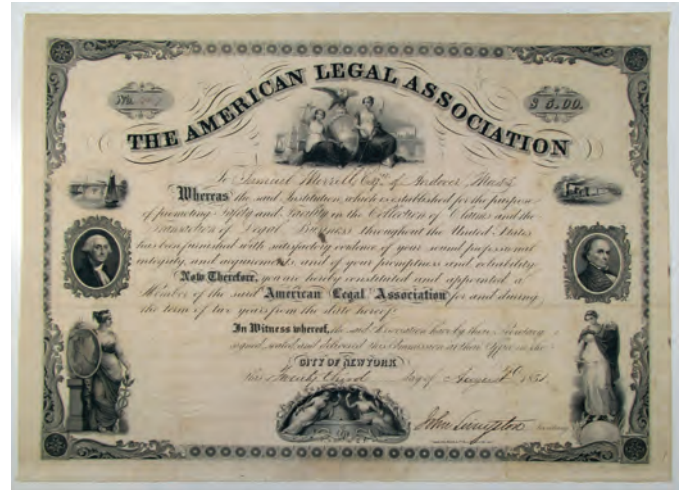 No.
$ 5.00.
THE AMERICAN LEGAL ASSOCIATION
To Samuel Merrill Esqr. of Andover, Mass.
Whereas the said Institution, which is established for the purpose
of promoting Safety and Facility in the Collection of Claims and the
transaction of Legal Business throughout the United States
has been furnished with satisfactory evidence of your sound professional
integrity, and acquirements, and of your promptness and reliability
Now Therefore, you are hereby constituted and appointed a
Member of the said American Legal Association for and during
the term of two years from the date hereof.
In Witness whereof, the said Association have by their Secretary
signed, sealed and delivered this Commission at their Office in the
CITY OF NEW YORK
this Twenty third day of August 185
John Livingston Secretary